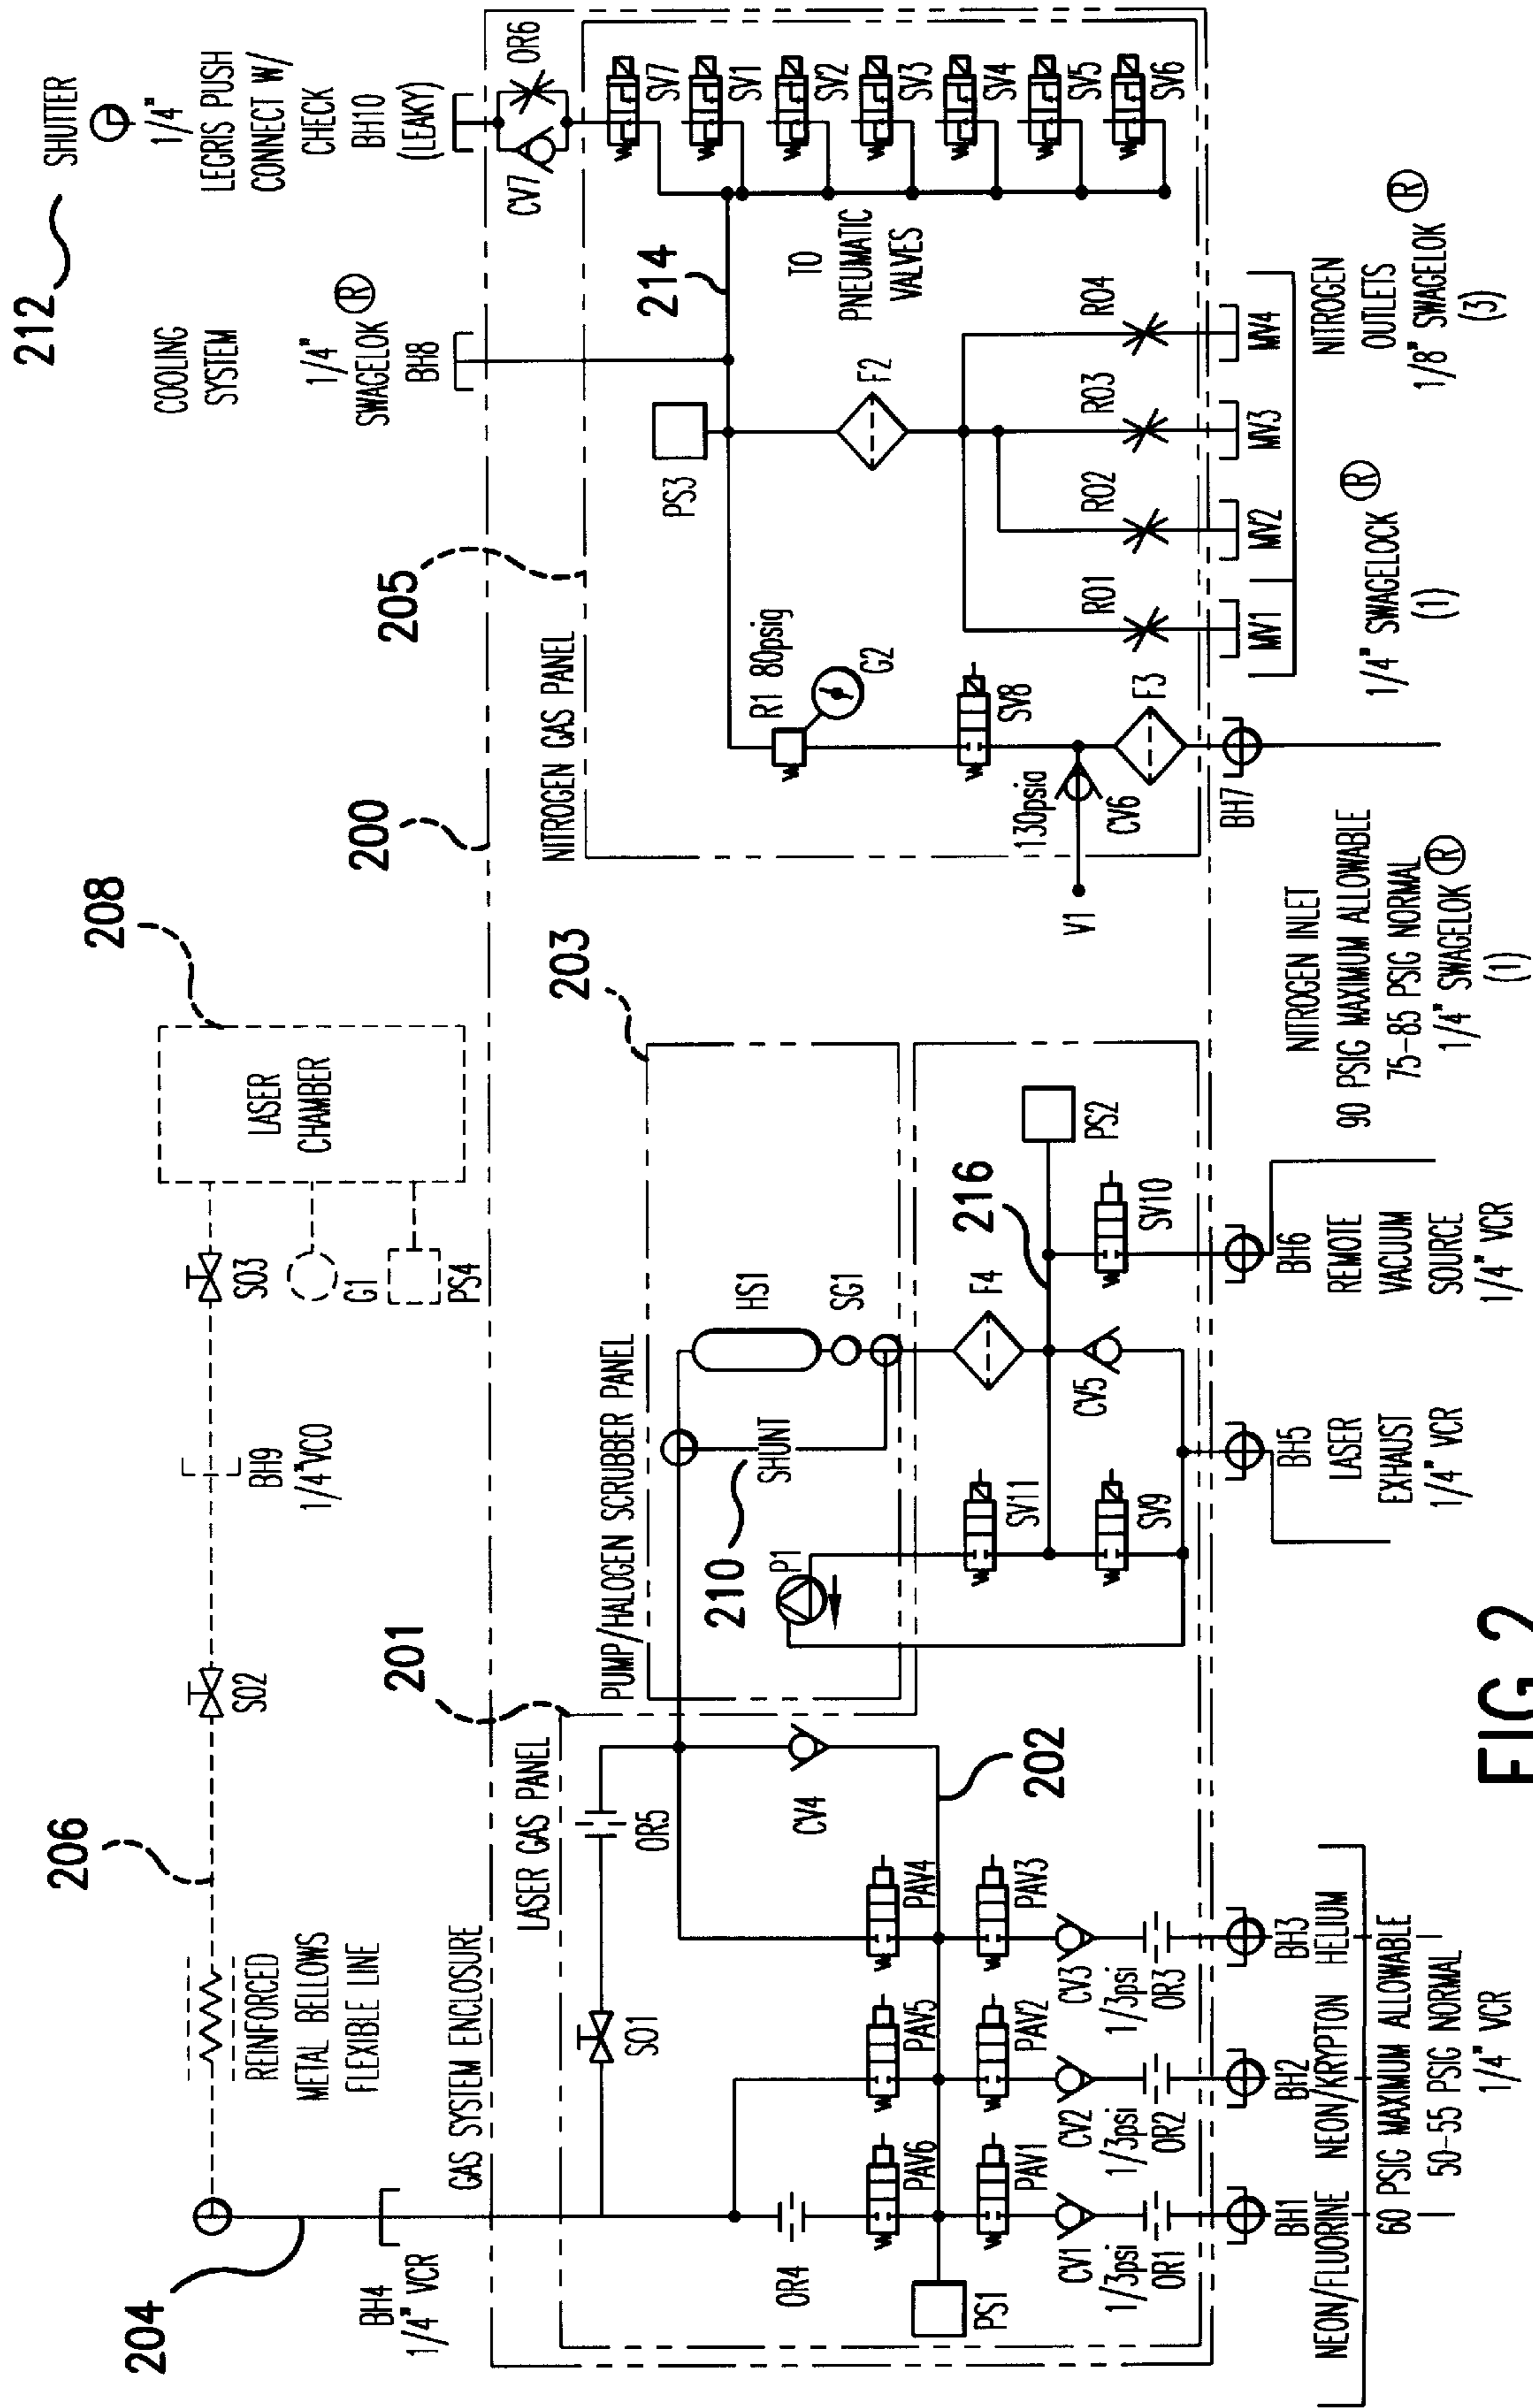 212
SHUTTER
1/4"
LEGRIS PUSH
CONNECT W/
CHECK
BH10
(LEAKY)
COOLING
SYSTEM
1/4"
SWAGELOK®
BH8
CV7
OR6
SV7
SV1
SV2
SV3
SV4
SV5
SV6
214
TO
PNEUMATIC
VALVES
PS3
F2
205
200
NITROGEN GAS PANEL
R1 80psig
G2
SV8
130psig
CV6
V1
F3
BH7
RO1
RO2
RO3
RO4
MV1
MV2
MV3
MV4
NITROGEN
OUTLETS
1/8" SWAGELOK®
(3)
1/4" SWAGELOCK®
(1)
NITROGEN INLET
90 PSIG MAXIMUM ALLOWABLE
75-85 PSIG NORMAL
1/4" SWAGELOK®
(1)
208
LASER
CHAMBER
SO3
G1
PS4
BH9
1/4"VCO
SO2
206
REINFORCED
METAL BELLOWS
FLEXIBLE LINE
204
BH4
1/4" VCR
GAS SYSTEM ENCLOSURE
203
PUMP/HALOGEN SCRUBBER PANEL
HS1
SG1
SHUNT
210
P1
216
F4
PS2
SV10
SV11
SV9
CV5
BH6
REMOTE
VACUUM
SOURCE
1/4" VCR
BH5
LASER
EXHAUST
1/4" VCR
201
LASER GAS PANEL
OR5
SO1
CV4
202
PAV4
PAV5
PAV6
PAV3
PAV2
PAV1
OR4
PS1
CV3
1/3psi
OR3
CV2
1/3psi
OR2
CV1
1/3psi
OR1
BH3
HELIUM
BH2
NEON/KRYPTON
BH1
NEON/FLUORINE
60 PSIG MAXIMUM ALLOWABLE
50-55 PSIG NORMAL
1/4" VCR
FIG.2